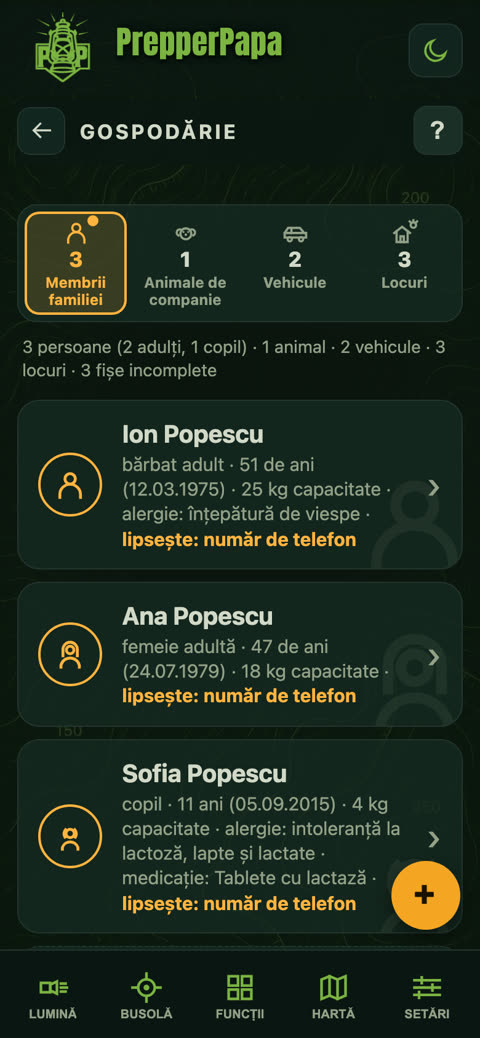 PrepperPapa
GOSPODĂRIE
?
200
3
Membrii
familiei
1
Animale de
companie
2
Vehicule
3
Locuri
3 persoane (2 adulți, 1 copil) · 1 animal · 2 vehicule · 3
locuri · 3 fișe incomplete
Ion Popescu
bărbat adult · 51 de ani
(12.03.1975) · 25 kg capacitate ·
alergie: înțepătură de viespe ·
lipsește: număr de telefon
Ana Popescu
femeie adultă · 47 de ani
(24.07.1979) · 18 kg capacitate ·
lipsește: număr de telefon
150
Sofia Popescu
copil · 11 ani (05.09.2015) · 4 kg
capacitate · alergie: intoleranță la
lactoză, lapte și lactate ·
medicație: Tablete cu lactază ·
lipsește: număr de telefon
+
LUMINĂ
BUSOLĂ
FUNCȚII
HARTĂ
SETĂRI